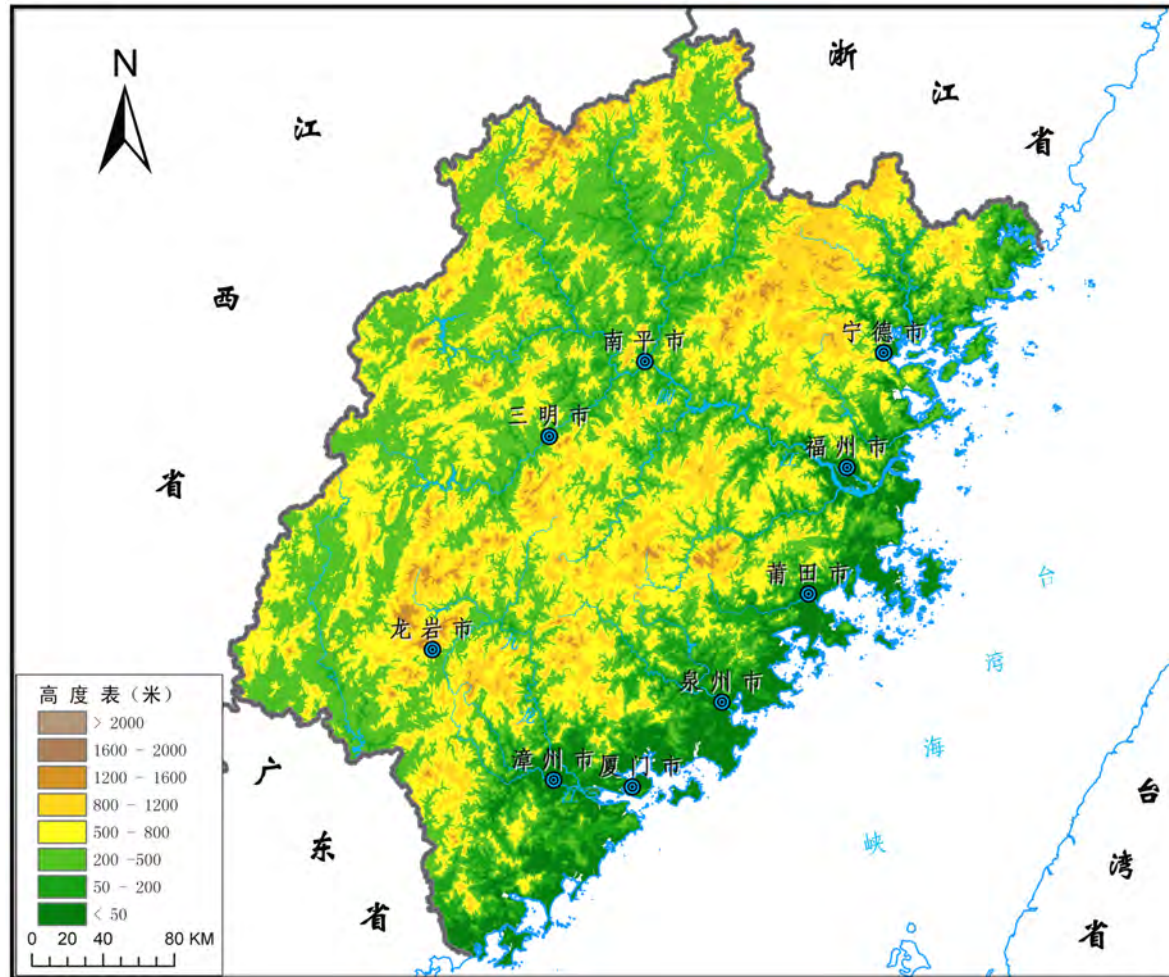 N
浙
江
省
江
西
省
南平市
宁德市
三明市
福州市
莆田市
龙岩市
泉州市
漳州市
厦门市
台
湾
海
峡
广
东
省
台
湾
省
高 度 表（米）
> 2000
1600 - 2000
1200 - 1600
800 - 1200
500 - 800
200 -500
50 - 200
< 50
0 20 40 80 KM